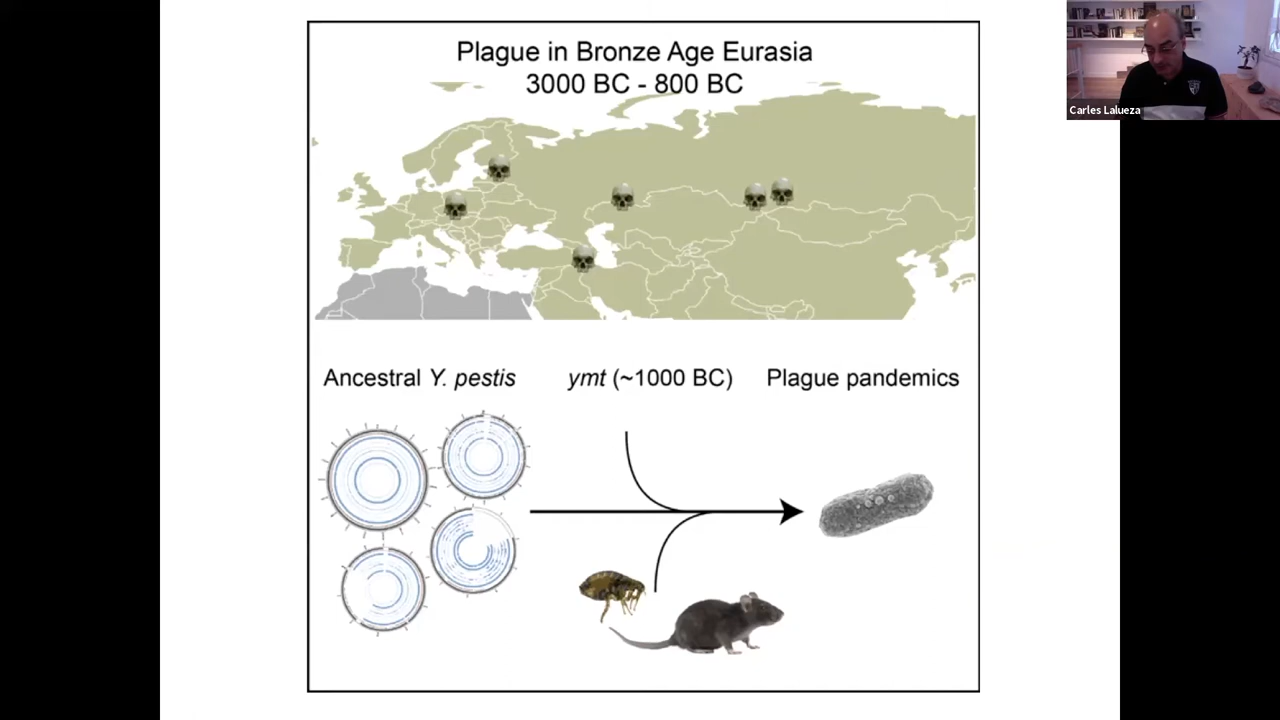 Plague in Bronze Age Eurasia
3000 BC - 800 BC
Carles Lalueza
Ancestral Y. pestis
ymt (~1000 BC)
Plague pandemics